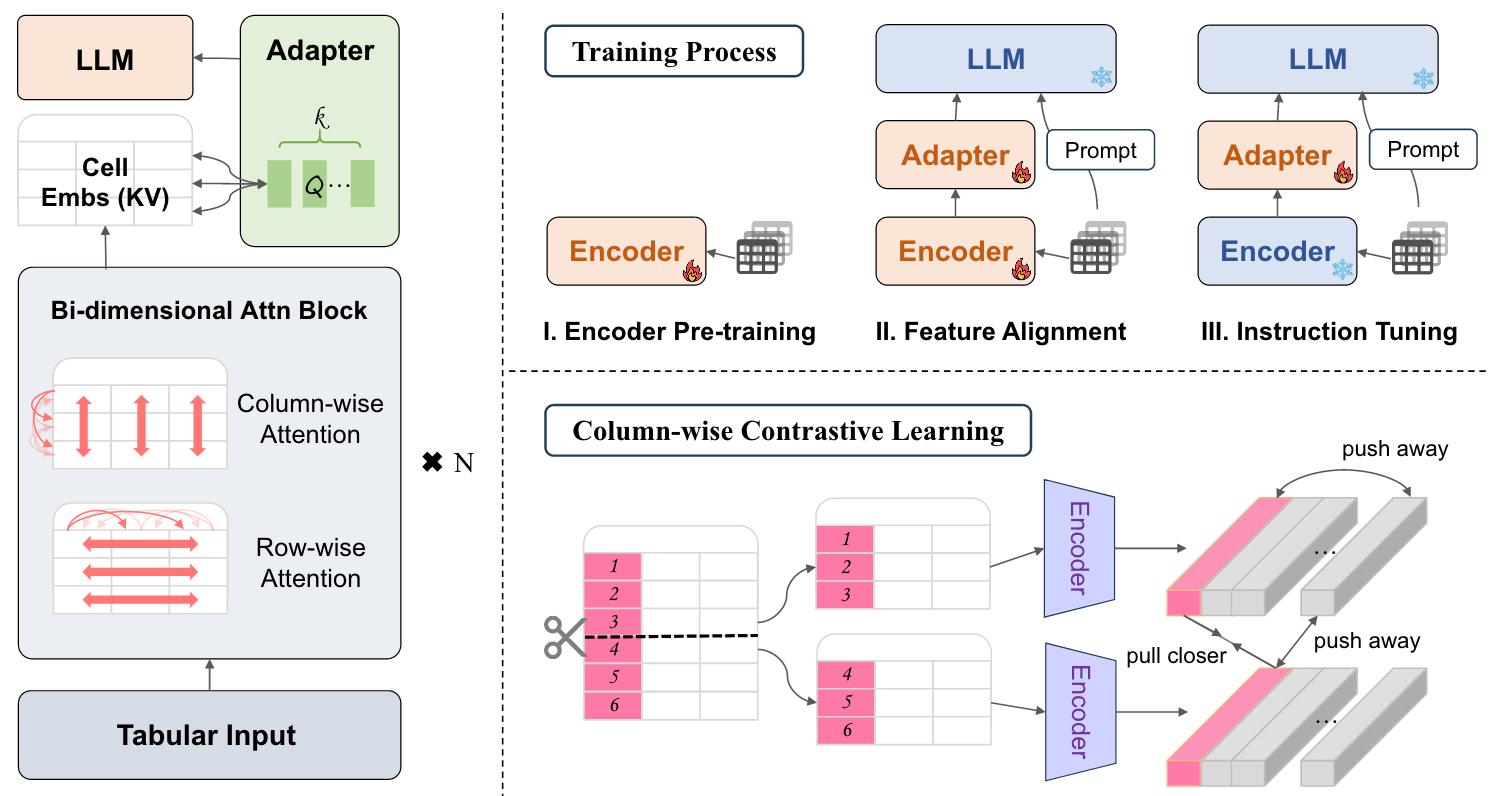 LLM
Adapter
k
Q ...
Cell
Embs (KV)
Bi-dimensional Attn Block
Column-wise
Attention
Row-wise
Attention
✖ N
Tabular Input
Training Process
Encoder
I. Encoder Pre-training
LLM
Adapter
Prompt
Encoder
II. Feature Alignment
LLM
Adapter
Prompt
Encoder
III. Instruction Tuning
Column-wise Contrastive Learning
1
2
3
4
5
6
1
2
3
4
5
6
Encoder
Encoder
push away
...
pull closer
push away
...